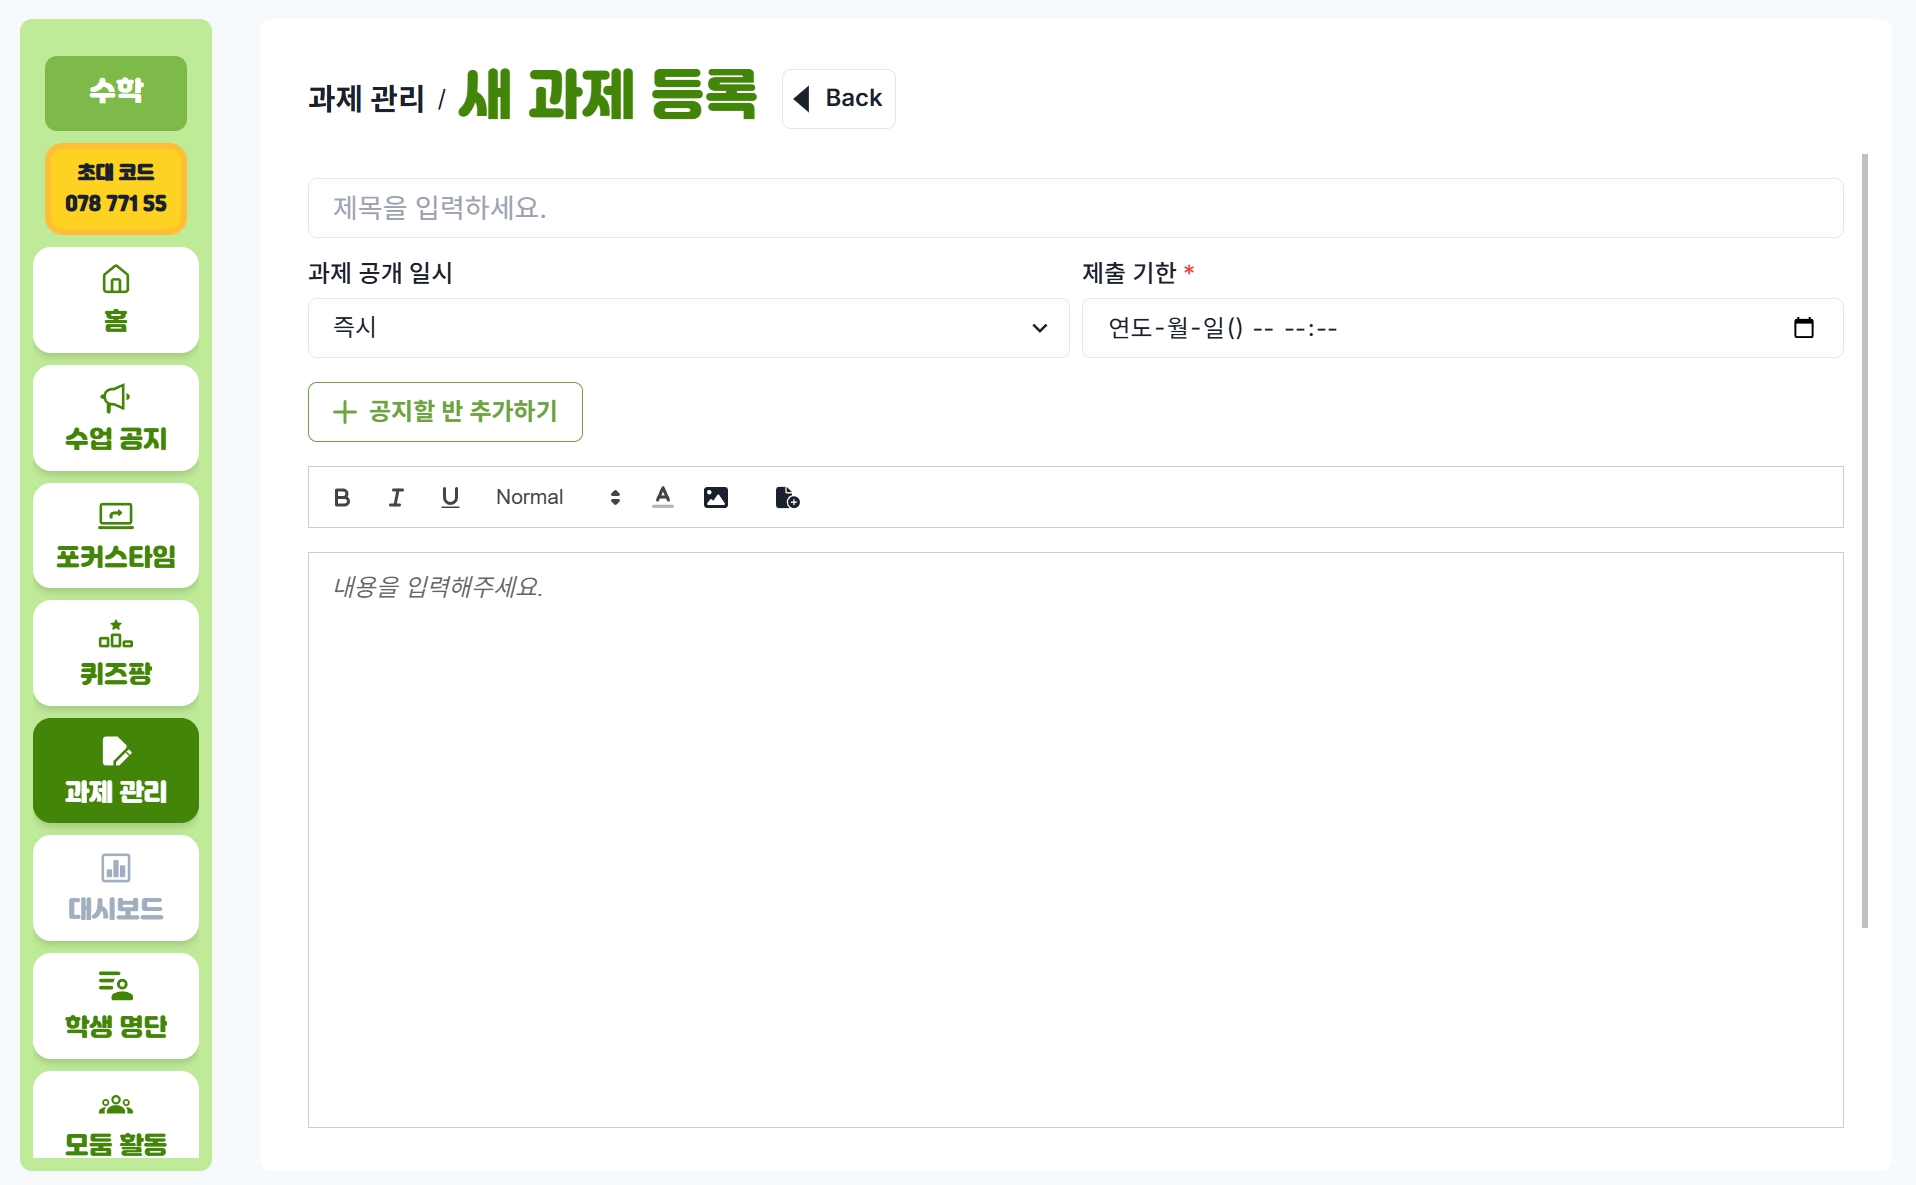 수학
초대 코드
078 771 55
홈
수업 공지
포커스타임
퀴즈팡
과제 관리
대시보드
학생 명단
모둠 활동
과제 관리 / 새 과제 등록
Back
제목을 입력하세요.
과제 공개 일시
제출 기한 *
즉시
연도-월-일() -- --:--
공지할 반 추가하기
B I U Normal A
내용을 입력해주세요.